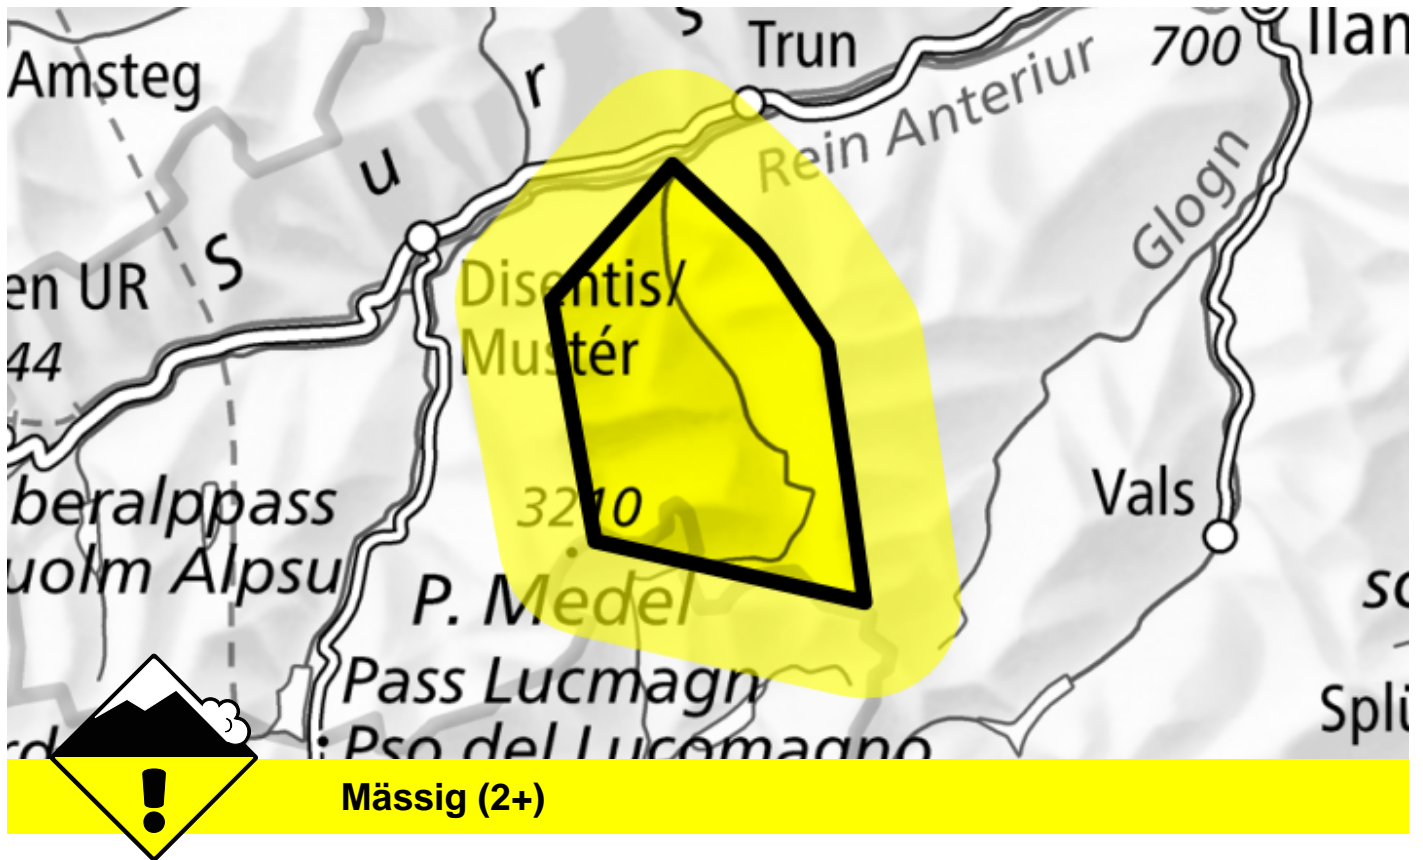 Trun
700
Ilan
Amsteg
S
u
r
s
Rein Anteriur
Glogn
en UR
Disentis/
Mustér
44
3210
Vals
beralppass
uolm Alpsu
P. Medel
Pass Lucmagn
Splü
Pso del Lucomagno
rd
!
Mässig (2+)